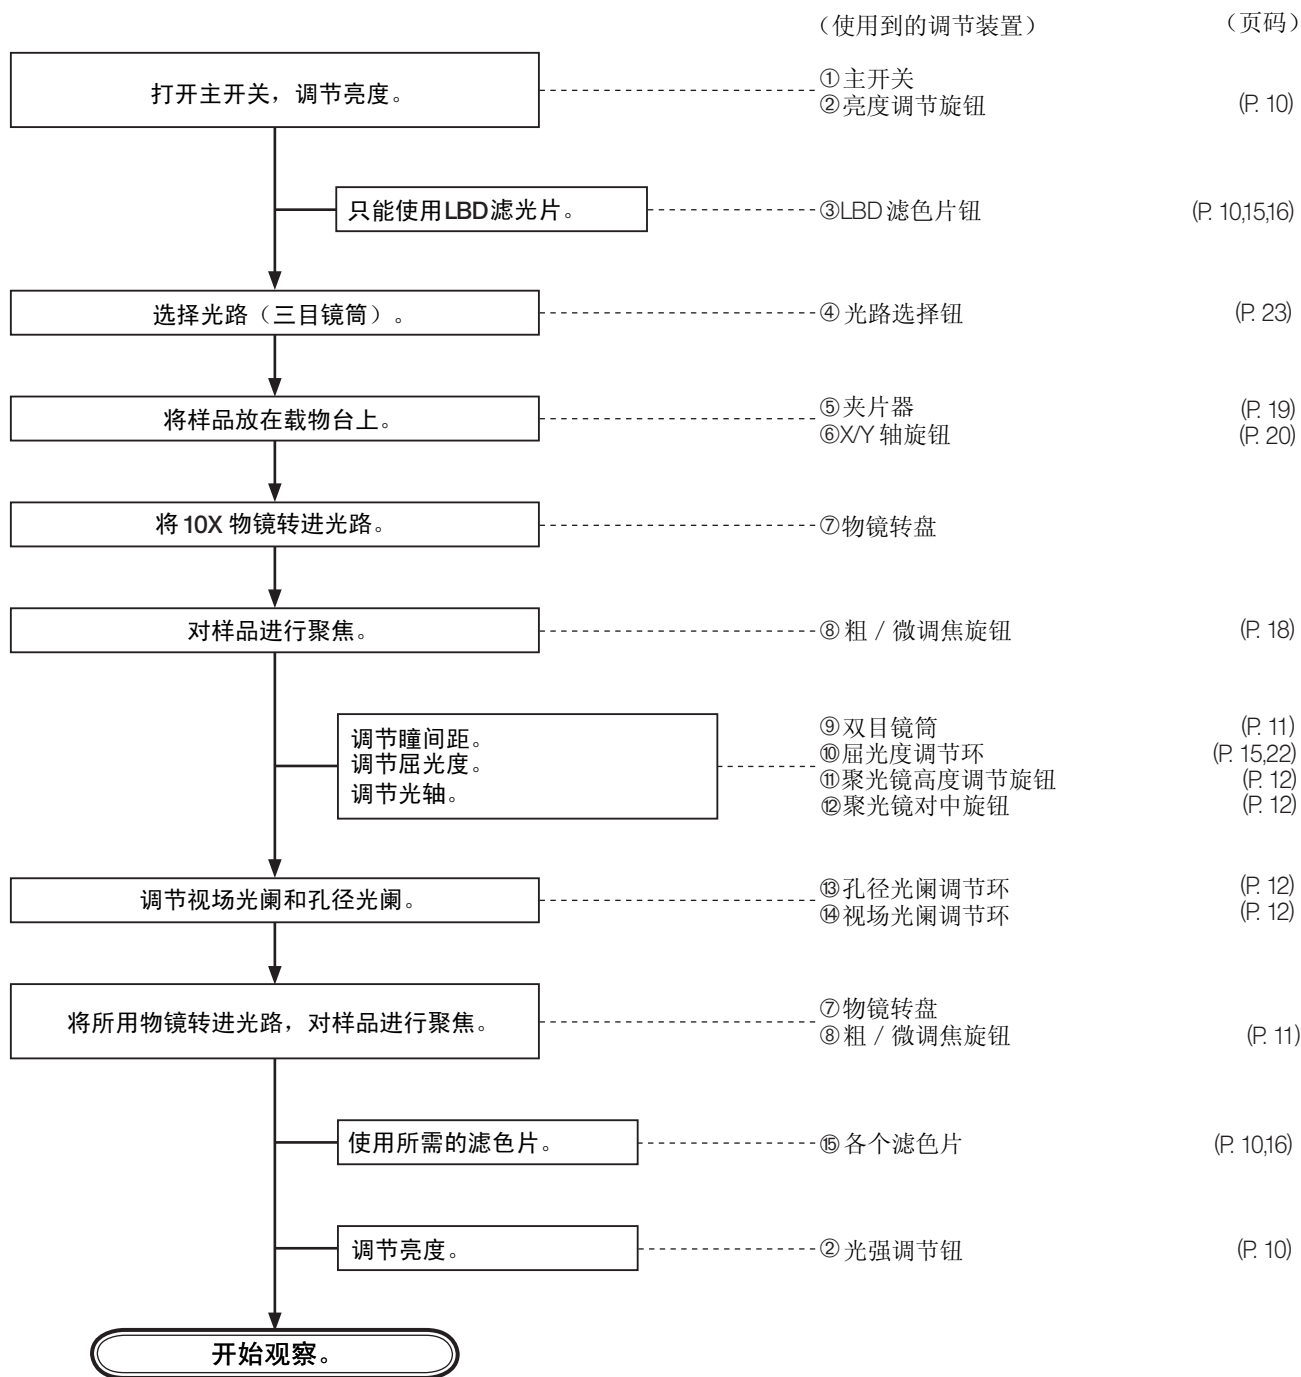 （使用到的调节装置） （页码）
打开主开关，调节亮度。
①主开关
②亮度调节旋钮 (P. 10)
只能使用LBD滤光片。 ③LBD滤色片钮 (P. 10,15,16)
选择光路（三目镜筒）。 ④光路选择钮 (P. 23)
将样品放在载物台上。
⑤夹片器 (P. 19)
⑥X/Y 轴旋钮 (P. 20)
将 10X 物镜转进光路。 ⑦物镜转盘
对样品进行聚焦。 ⑧粗 / 微调焦旋钮 (P. 18)
调节瞳间距。
调节屈光度。
调节光轴。
⑨双目镜筒 (P. 11)
⑩屈光度调节环 (P. 15,22)
⑪聚光镜高度调节旋钮 (P. 12)
⑫聚光镜对中旋钮 (P. 12)
调节视场光阑和孔径光阑。
⑬孔径光阑调节环 (P. 12)
⑭视场光阑调节环 (P. 12)
将所用物镜转进光路，对样品进行聚焦。
⑦物镜转盘
⑧粗 / 微调焦旋钮 (P. 11)
使用所需的滤色片。 ⑮各个滤色片 (P. 10,16)
调节亮度。 ②光强调节钮 (P. 10)
开始观察。